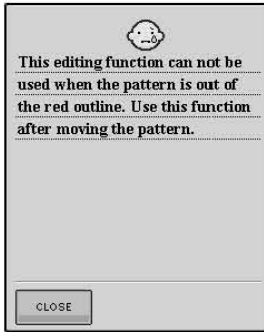 This editing function can not be
used when the pattern is out of
the red outline. Use this function
after moving the pattern.
CLOSE